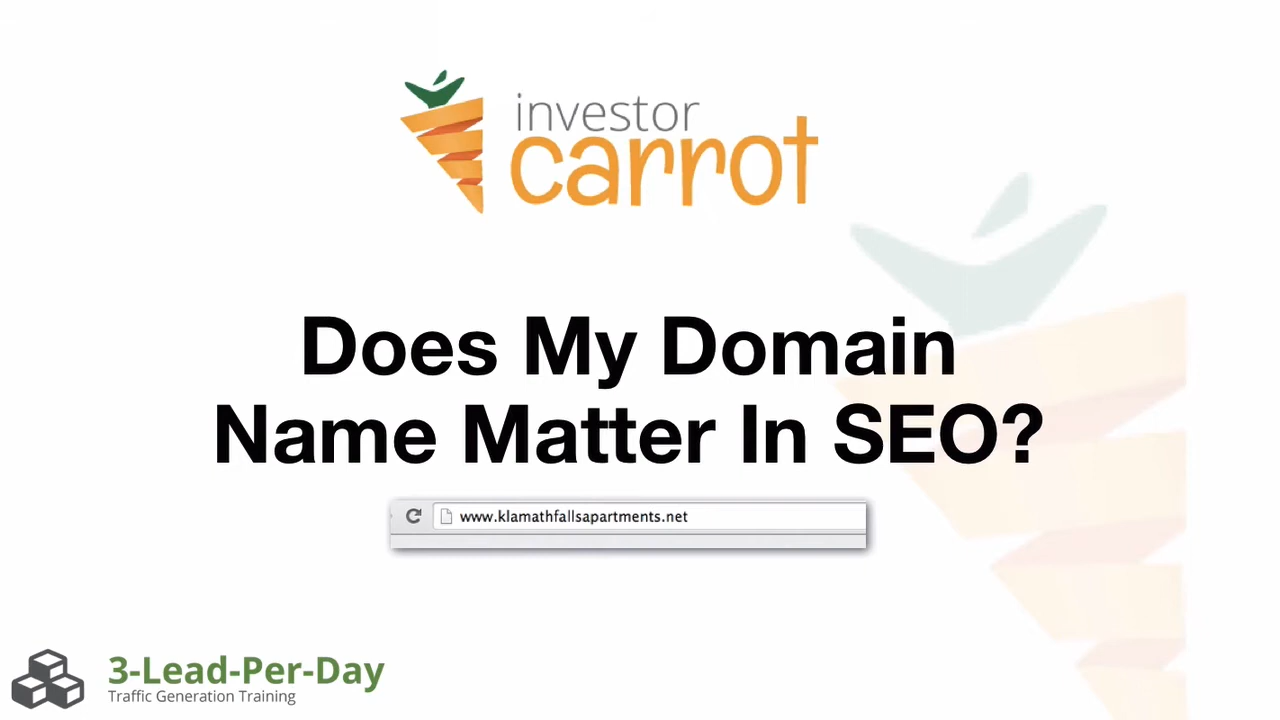 investor
carrot
Does My Domain
Name Matter In SEO?
www.klamathfallsapartments.net
3-Lead-Per-Day
Traffic Generation Training